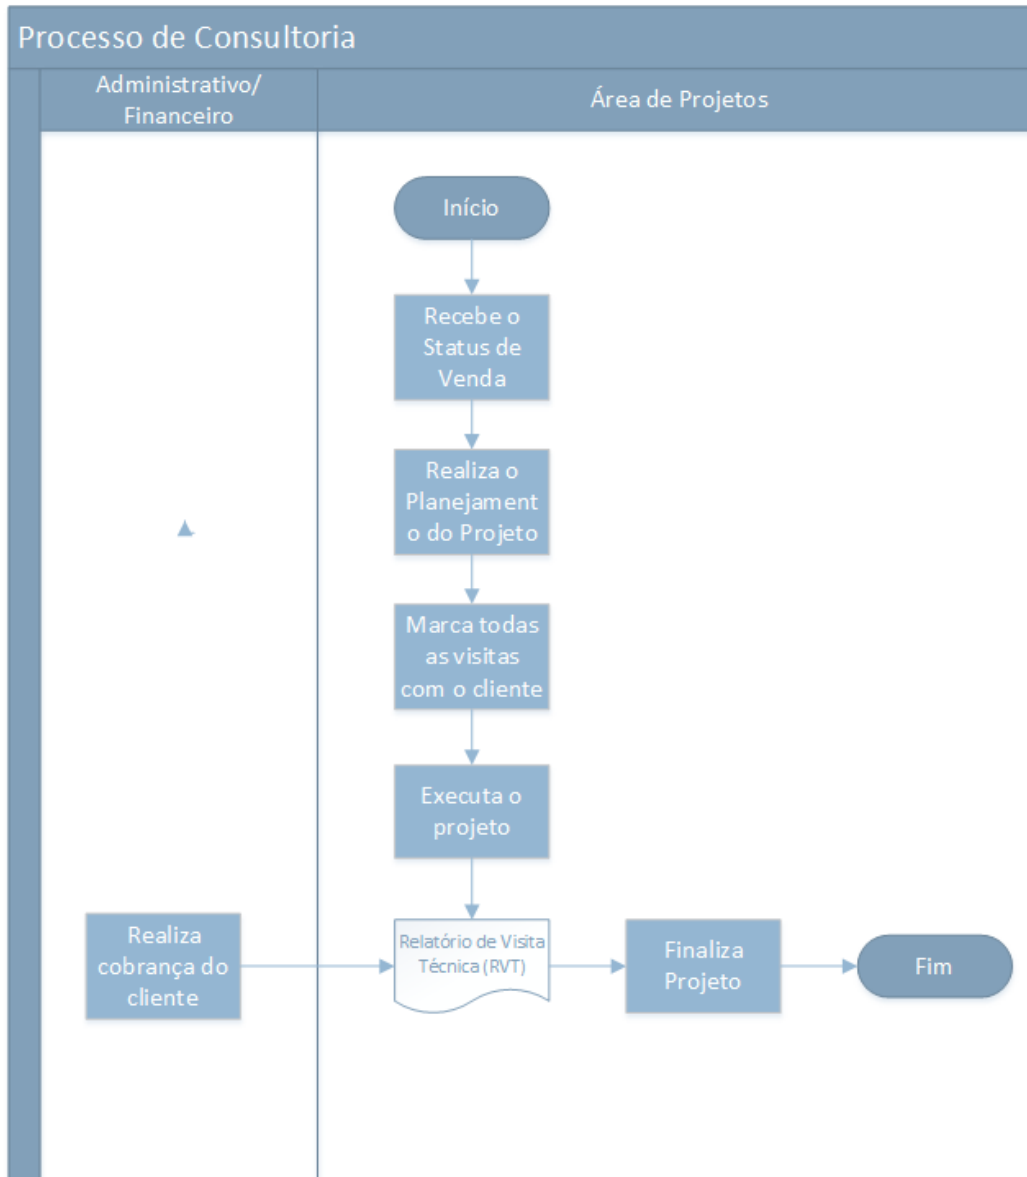 Processo de Consultoria
Administrativo/
Financeiro
Área de Projetos
Início
Recebe o
Status de
Venda
Realiza o
Planejament
o do Projeto
Marca todas
as visitas
com o cliente
Executa o
projeto
Realiza
cobrança do
cliente
Relatório de Visita
Técnica (RVT)
Finaliza
Projeto
Fim